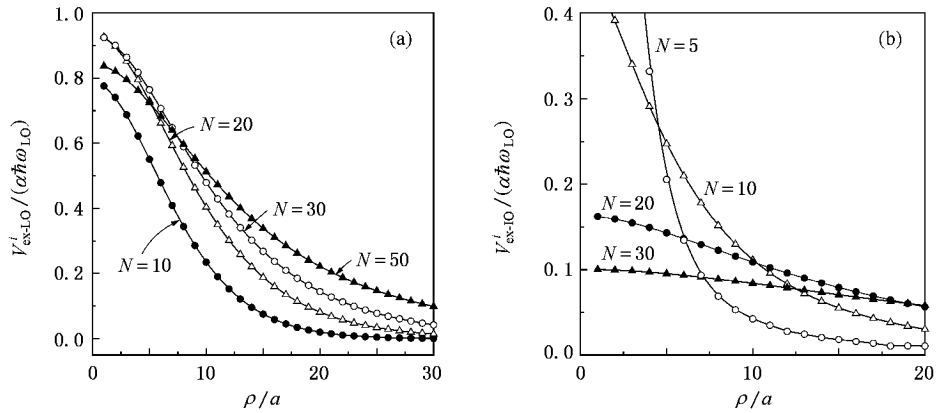 (a)
1.0
0.8
0.6
0.4
0.2
0.0
V^i_ex-LO/(αħω_LO)
N=20
N=30
N=10
N=50
0
10
20
30
ρ/a
(b)
0.4
0.3
0.2
0.1
0
V^i_ex-IO/(αħω_LO)
N=5
N=10
N=20
N=30
0
5
10
15
20
ρ/a